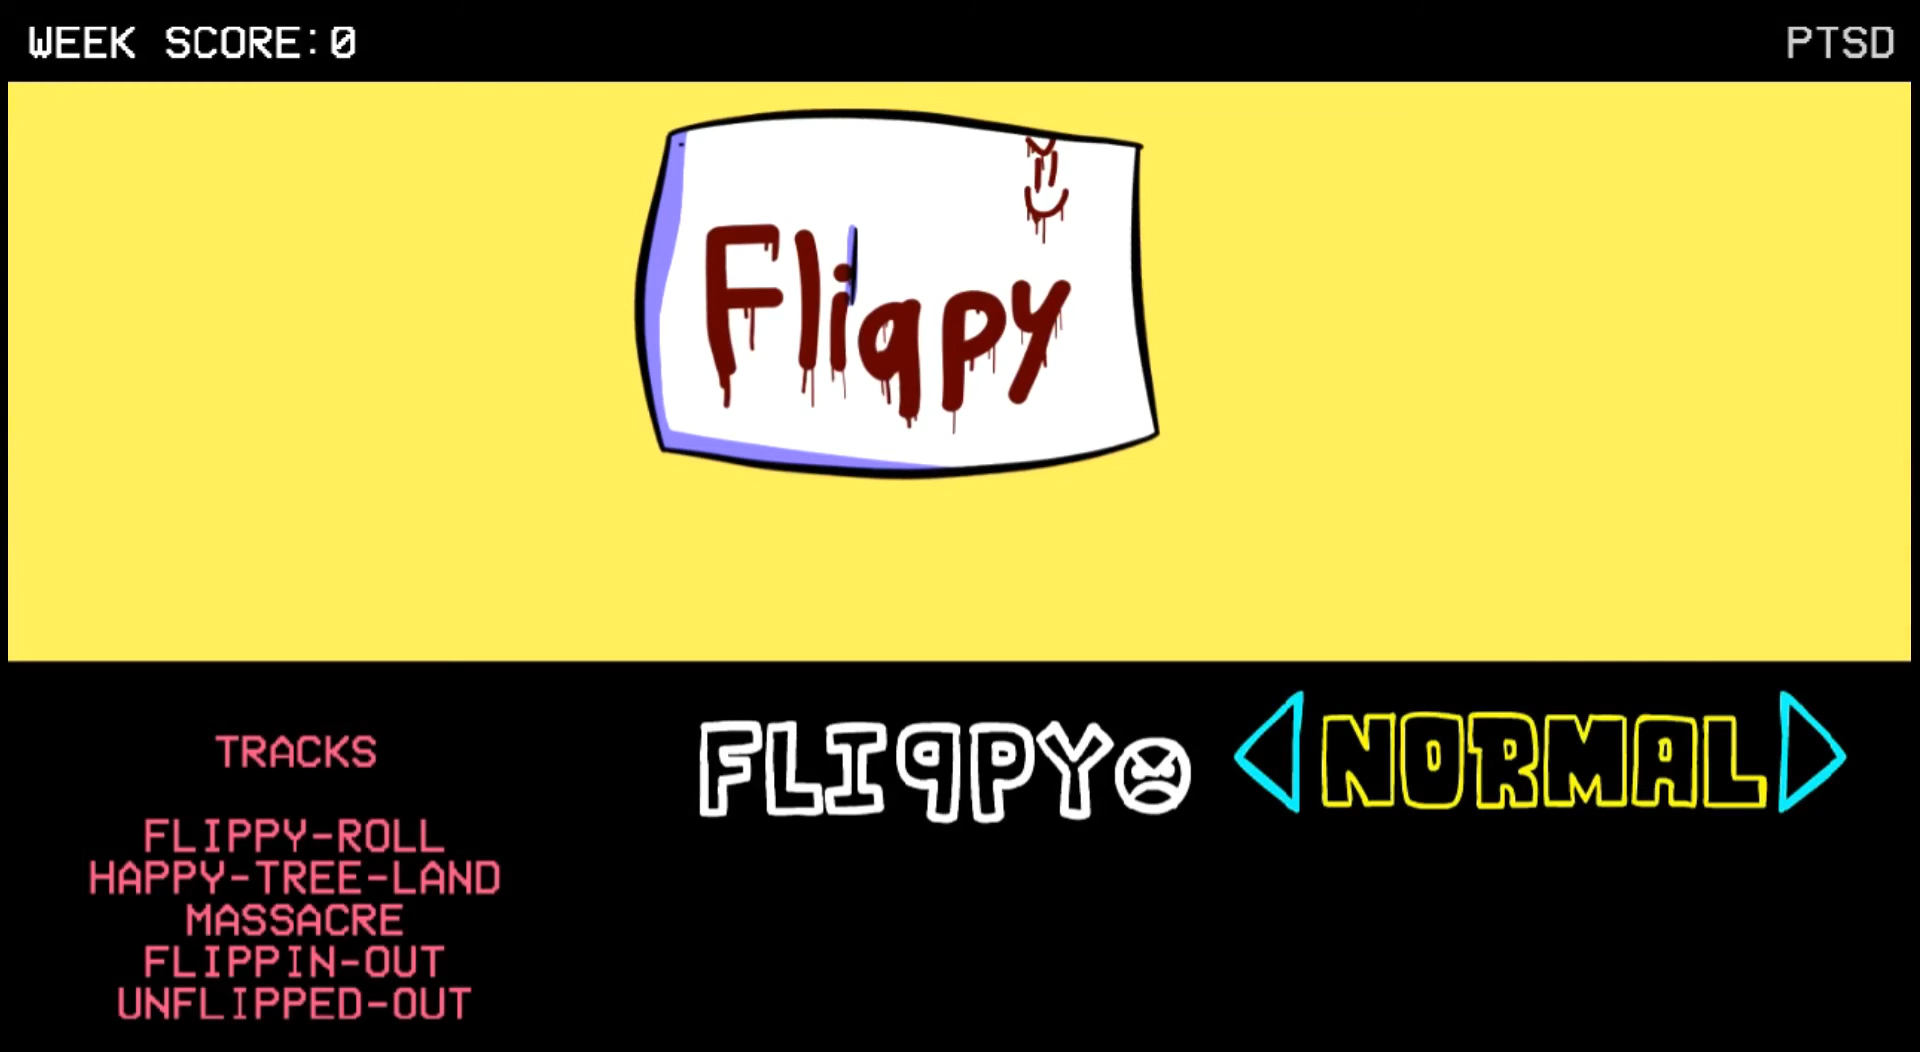 WEEK SCORE:0
PTSD
Fliqpy
FLIqPY
NORMAL
TRACKS
FLIPPY-ROLL
HAPPY-TREE-LAND
MASSACRE
FLIPPIN-OUT
UNFLIPPED-OUT